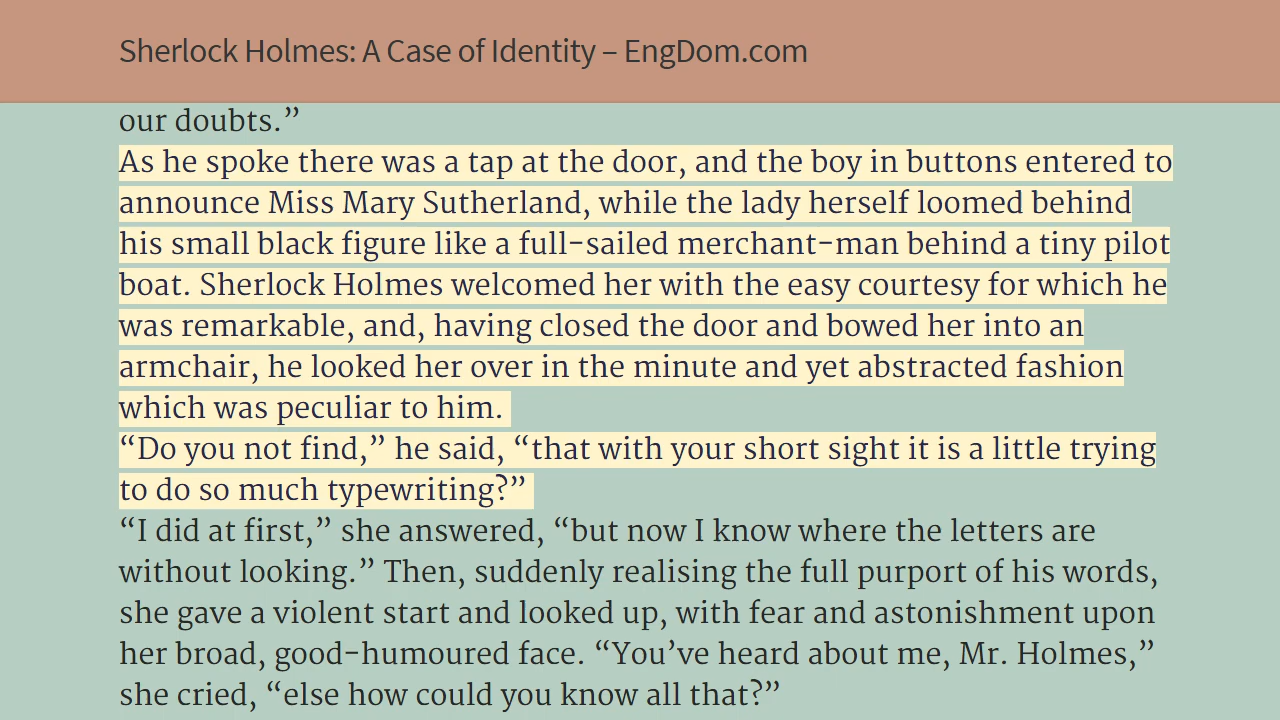 Sherlock Holmes: A Case of Identity – EngDom.com
our doubts.”
As he spoke there was a tap at the door, and the boy in buttons entered to
announce Miss Mary Sutherland, while the lady herself loomed behind
his small black figure like a full-sailed merchant-man behind a tiny pilot
boat. Sherlock Holmes welcomed her with the easy courtesy for which he
was remarkable, and, having closed the door and bowed her into an
armchair, he looked her over in the minute and yet abstracted fashion
which was peculiar to him.
“Do you not find,” he said, “that with your short sight it is a little trying
to do so much typewriting?”
“I did at first,” she answered, “but now I know where the letters are
without looking.” Then, suddenly realising the full purport of his words,
she gave a violent start and looked up, with fear and astonishment upon
her broad, good-humoured face. “You’ve heard about me, Mr. Holmes,”
she cried, “else how could you know all that?”